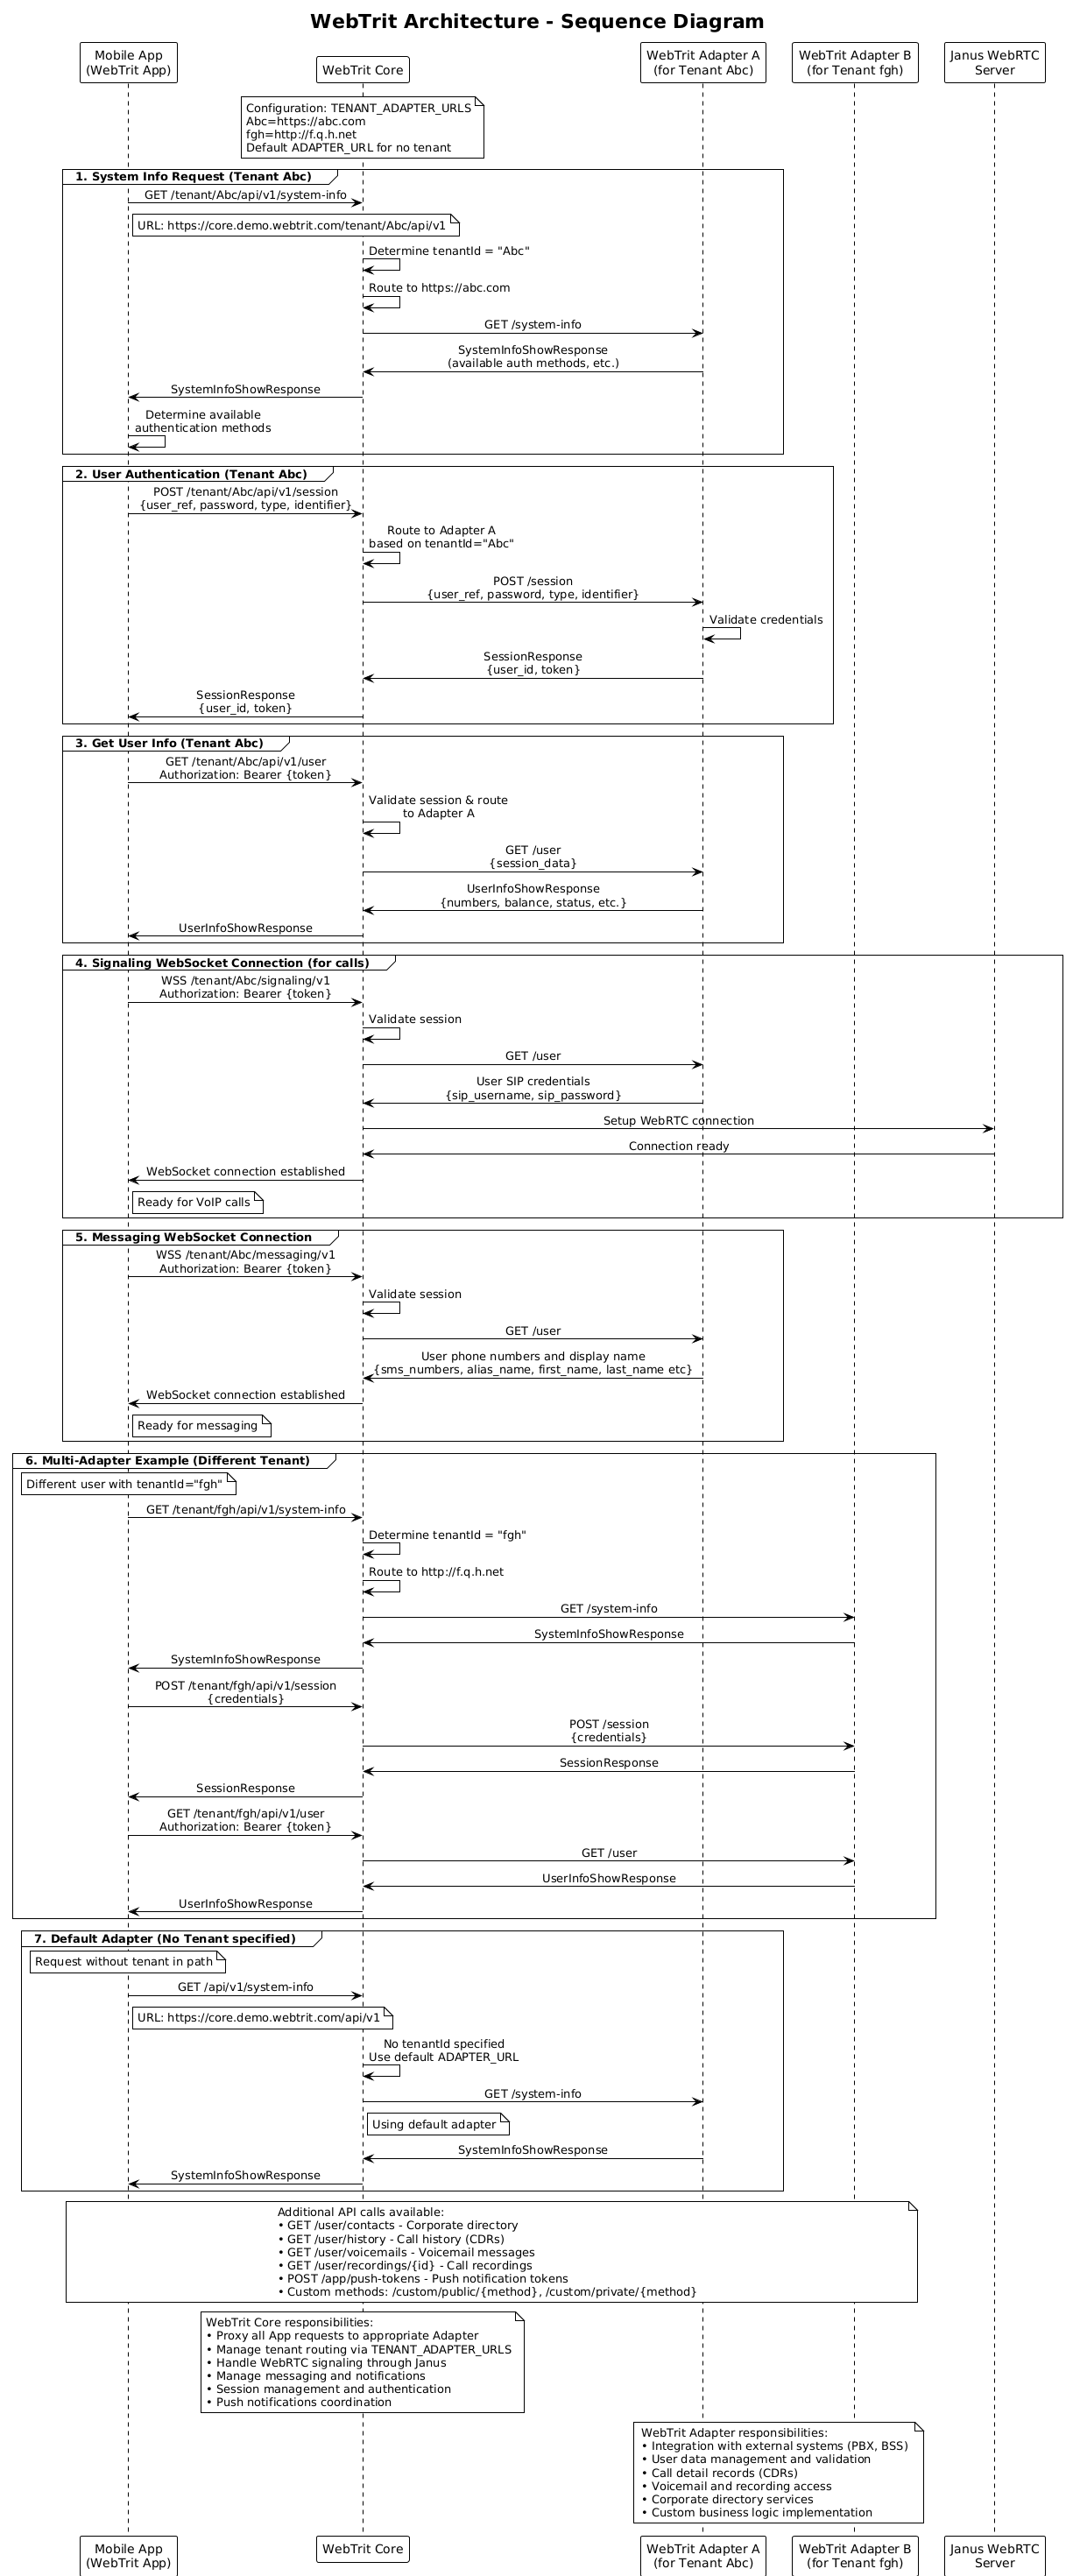 WebTrit Architecture - Sequence Diagram
Mobile App
(WebTrit App)
WebTrit Core
WebTrit Adapter A
(for Tenant Abc)
WebTrit Adapter B
(for Tenant fgh)
Janus WebRTC
Server
Configuration: TENANT_ADAPTER_URLS
Abc=https://abc.com
fgh=http://f.q.h.net
Default ADAPTER_URL for no tenant
1. System Info Request (Tenant Abc)
GET /tenant/Abc/api/v1/system-info
URL: https://core.demo.webtrit.com/tenant/Abc/api/v1
Determine tenantId = "Abc"
Route to https://abc.com
GET /system-info
SystemInfoShowResponse
(available auth methods, etc.)
SystemInfoShowResponse
Determine available
authentication methods
2. User Authentication (Tenant Abc)
POST /tenant/Abc/api/v1/session
{user_ref, password, type, identifier}
Route to Adapter A
based on tenantId="Abc"
POST /session
{user_ref, password, type, identifier}
Validate credentials
SessionResponse
{user_id, token}
SessionResponse
{user_id, token}
3. Get User Info (Tenant Abc)
GET /tenant/Abc/api/v1/user
Authorization: Bearer {token}
Validate session & route
to Adapter A
GET /user
{session_data}
UserInfoShowResponse
{numbers, balance, status, etc.}
UserInfoShowResponse
4. Signaling WebSocket Connection (for calls)
WSS /tenant/Abc/signaling/v1
Authorization: Bearer {token}
Validate session
GET /user
User SIP credentials
{sip_username, sip_password}
Setup WebRTC connection
Connection ready
WebSocket connection established
Ready for VoIP calls
5. Messaging WebSocket Connection
WSS /tenant/Abc/messaging/v1
Authorization: Bearer {token}
Validate session
GET /user
User phone numbers and display name
{sms_numbers, alias_name, first_name, last_name etc}
WebSocket connection established
Ready for messaging
6. Multi-Adapter Example (Different Tenant)
Different user with tenantId="fgh"
GET /tenant/fgh/api/v1/system-info
Determine tenantId = "fgh"
Route to http://f.q.h.net
GET /system-info
SystemInfoShowResponse
SystemInfoShowResponse
POST /tenant/fgh/api/v1/session
{credentials}
POST /session
{credentials}
SessionResponse
SessionResponse
GET /tenant/fgh/api/v1/user
Authorization: Bearer {token}
GET /user
UserInfoShowResponse
UserInfoShowResponse
7. Default Adapter (No Tenant specified)
Request without tenant in path
GET /api/v1/system-info
URL: https://core.demo.webtrit.com/api/v1
No tenantId specified
Use default ADAPTER_URL
GET /system-info
Using default adapter
SystemInfoShowResponse
SystemInfoShowResponse
Additional API calls available:
• GET /user/contacts - Corporate directory
• GET /user/history - Call history (CDRs)
• GET /user/voicemails - Voicemail messages
• GET /user/recordings/{id} - Call recordings
• POST /app/push-tokens - Push notification tokens
• Custom methods: /custom/public/{method}, /custom/private/{method}
WebTrit Core responsibilities:
• Proxy all App requests to appropriate Adapter
• Manage tenant routing via TENANT_ADAPTER_URLS
• Handle WebRTC signaling through Janus
• Manage messaging and notifications
• Session management and authentication
• Push notifications coordination
WebTrit Adapter responsibilities:
• Integration with external systems (PBX, BSS)
• User data management and validation
• Call detail records (CDRs)
• Voicemail and recording access
• Corporate directory services
• Custom business logic implementation
Mobile App
(WebTrit App)
WebTrit Core
WebTrit Adapter A
(for Tenant Abc)
WebTrit Adapter B
(for Tenant fgh)
Janus WebRTC
Server